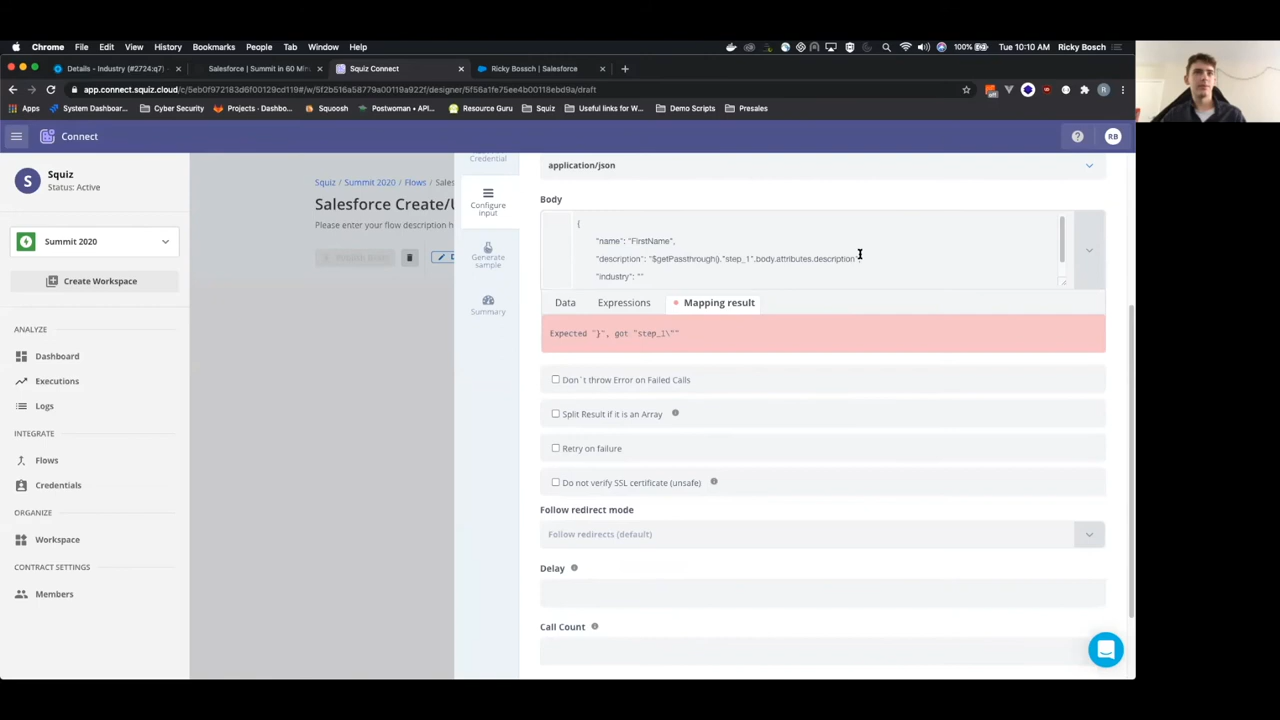 Chrome File Edit View History Bookmarks People Tab Window Help
100% Tue 10:10 AM Ricky Bosch
Details - Industry (#2724:q7)
Salesforce | Summit in 60 Min
Squiz Connect
Ricky Bossch | Salesforce
app.connect.squiz.cloud/c/5eb0f972163d6f00129cd119#/w/5f2b516a58779a00119a922f/designer/5f56a1fe75ee4b00118ebd9a/draft
Apps
System Dashboar...
Cyber Security
Projects - Dashbo...
Squoosh
Postwoman • API...
Resource Guru
Squiz
Useful links for W...
Demo Scripts
Presales
Connect
RB
S
Squiz
Status: Active
Summit 2020
Create Workspace
ANALYZE
Dashboard
Executions
Logs
INTEGRATE
Flows
Credentials
ORGANIZE
Workspace
CONTRACT SETTINGS
Members
Squiz / Summit 2020 / Flows / Sales
Salesforce Create/U
Please enter your flow description h
Credential
Configure
input
Generate
sample
Summary
application/json
Body
{
"name": "FirstName",
"description": "$getPassthrough()."step_1".body.attributes.description",
"industry": ""
Data
Expressions
Mapping result
Expected "}", got "step_1\""
Don`t throw Error on Failed Calls
Split Result if it is an Array
Retry on failure
Do not verify SSL certificate (unsafe)
Follow redirect mode
Follow redirects (default)
Delay
Call Count